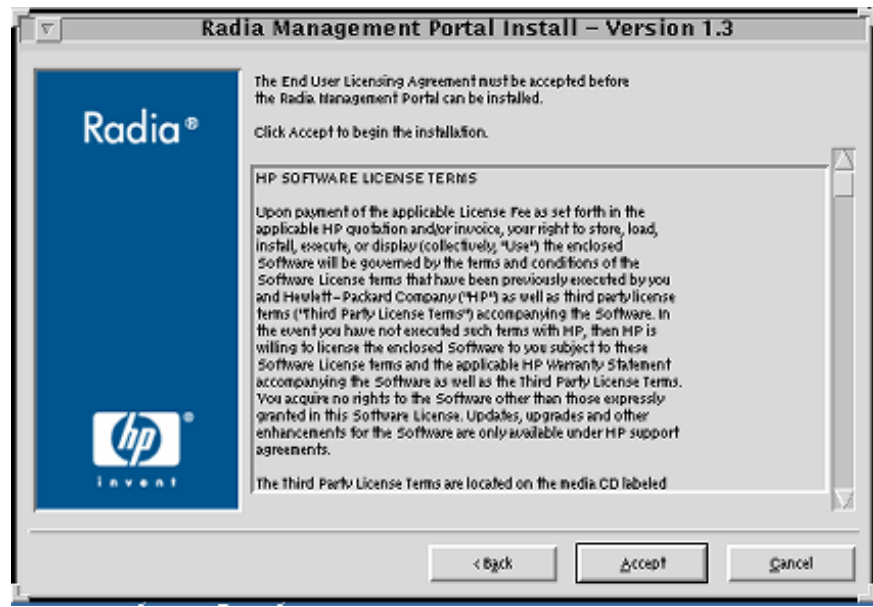 Radia Management Portal Install – Version 1.3
Radia®
The End User Licensing Agreement must be accepted before
the Radia Management Portal can be installed.
Click Accept to begin the installation.
HP SOFTWARE LICENSE TERMS
Upon payment of the applicable License Fee as set forth in the
applicable HP quotation and/or invoice, your right to store, load,
install, execute, or display (collectively, "Use") the enclosed
Software will be governed by the terms and conditions of the
Software License terms that have been previously executed by you
and Hewlett-Packard Company ("HP") as well as third party license
terms ("Third Party License Terms") accompanying the Software. In
the event you have not executed such terms with HP, then HP is
willing to license the enclosed Software to you subject to these
Software License terms and the applicable HP Warranty Statement
accompanying the Software as well as the Third Party License Terms.
You acquire no rights to the Software other than those expressly
granted in this Software License. Updates, upgrades and other
enhancements for the Software are only available under HP support
agreements.
The Third Party License Terms are located on the media CD labeled
hp®
invent
< Back
Accept
Cancel